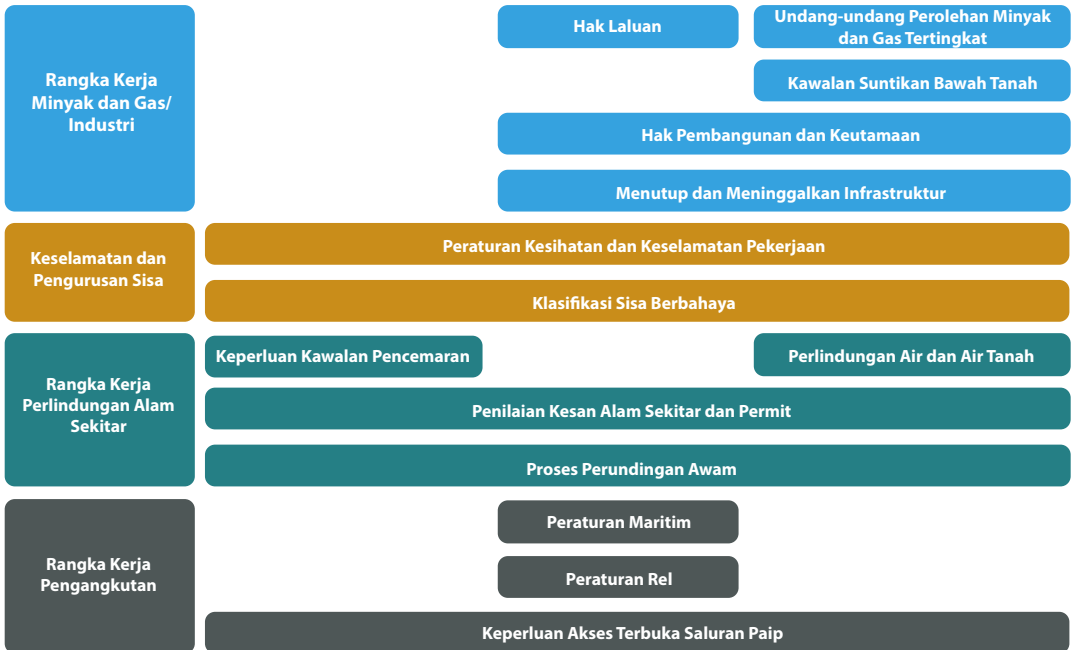 Rangka Kerja
Minyak dan Gas/
Industri
Hak Laluan
Undang-undang Perolehan Minyak
dan Gas Tertingkat
Kawalan Suntikan Bawah Tanah
Hak Pembangunan dan Keutamaan
Menutup dan Meninggalkan Infrastruktur
Keselamatan dan
Pengurusan Sisa
Peraturan Kesihatan dan Keselamatan Pekerjaan
Klasifikasi Sisa Berbahaya
Rangka Kerja
Perlindungan Alam
Sekitar
Keperluan Kawalan Pencemaran
Perlindungan Air dan Air Tanah
Penilaian Kesan Alam Sekitar dan Permit
Proses Perundingan Awam
Rangka Kerja
Pengangkutan
Peraturan Maritim
Peraturan Rel
Keperluan Akses Terbuka Saluran Paip